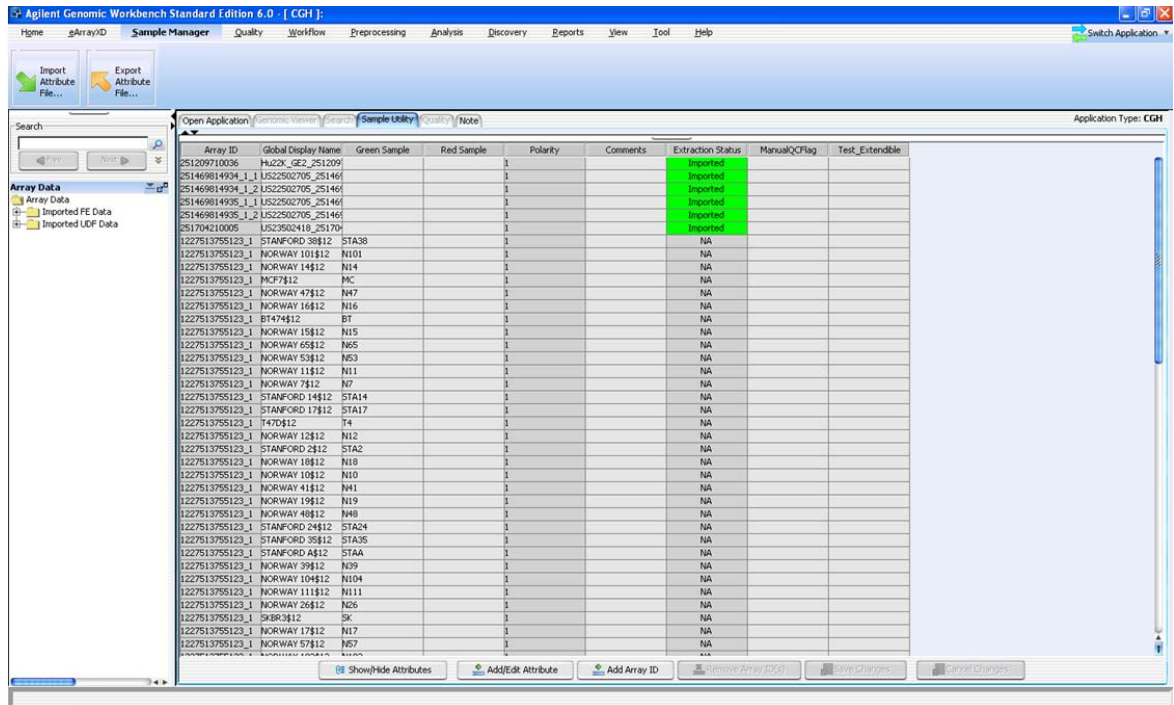 Agilent Genomic Workbench Standard Edition 6.0 - [ CGH ]:
Home eArrayXD Sample Manager Quality Workflow Preprocessing Analysis Discovery Reports View Tool Help Switch Application
Import Attribute File... Export Attribute File...
Open Application Genomic Viewer Search Sample Utility Quality Note Application Type: CGH
Search
Prev Next
Array Data
Array Data
Imported FE Data
Imported UDF Data
Array ID Global Display Name Green Sample Red Sample Polarity Comments Extraction Status ManualQCFlag Test_Extendible
251209710036 Hu22K_GE2_251209 1 Imported
251469814934_1_1 US22502705_25146 1 Imported
251469814934_1_2 US22502705_25146 1 Imported
251469814935_1_1 US22502705_25146 1 Imported
251469814935_1_2 US22502705_25146 1 Imported
251704210005 US23502418_25170 1 Imported
1227513755123_1 STANFORD 38$12 STA38 1 NA
1227513755123_1 NORWAY 101$12 N101 1 NA
1227513755123_1 NORWAY 14$12 N14 1 NA
1227513755123_1 MCF7$12 MC 1 NA
1227513755123_1 NORWAY 47$12 N47 1 NA
1227513755123_1 NORWAY 16$12 N16 1 NA
1227513755123_1 BT474$12 BT 1 NA
1227513755123_1 NORWAY 15$12 N15 1 NA
1227513755123_1 NORWAY 65$12 N65 1 NA
1227513755123_1 NORWAY 53$12 N53 1 NA
1227513755123_1 NORWAY 11$12 N11 1 NA
1227513755123_1 NORWAY 7$12 N7 1 NA
1227513755123_1 STANFORD 14$12 STA14 1 NA
1227513755123_1 STANFORD 17$12 STA17 1 NA
1227513755123_1 T47D$12 T4 1 NA
1227513755123_1 NORWAY 12$12 N12 1 NA
1227513755123_1 STANFORD 2$12 STA2 1 NA
1227513755123_1 NORWAY 18$12 N18 1 NA
1227513755123_1 NORWAY 10$12 N10 1 NA
1227513755123_1 NORWAY 41$12 N41 1 NA
1227513755123_1 NORWAY 19$12 N19 1 NA
1227513755123_1 NORWAY 48$12 N48 1 NA
1227513755123_1 STANFORD 24$12 STA24 1 NA
1227513755123_1 STANFORD 35$12 STA35 1 NA
1227513755123_1 STANFORD A$12 STAA 1 NA
1227513755123_1 NORWAY 39$12 N39 1 NA
1227513755123_1 NORWAY 104$12 N104 1 NA
1227513755123_1 NORWAY 111$12 N111 1 NA
1227513755123_1 NORWAY 26$12 N26 1 NA
1227513755123_1 SKBR3$12 SK 1 NA
1227513755123_1 NORWAY 17$12 N17 1 NA
1227513755123_1 NORWAY 57$12 N57 1 NA
Show/Hide Attributes Add/Edit Attribute Add Array ID Remove Array ID(s) Save Changes Cancel Changes